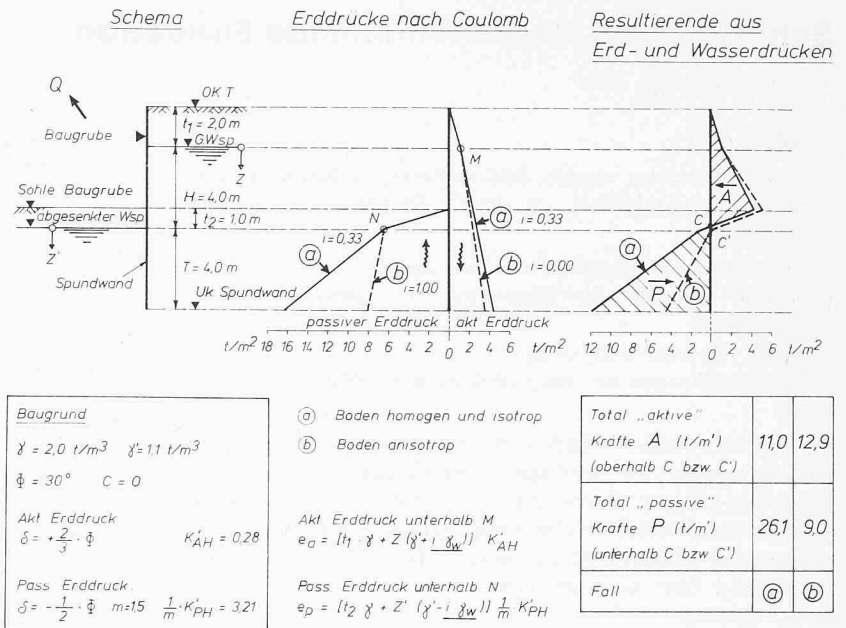 Schema
Erddrücke nach Coulomb
Resultierende aus
Erd- und Wasserdrücken
Q
OK T
t₁ = 2,0 m
Baugrube
GWsp
Z
M
H = 4,0 m
A
Sohle Baugrube
abgesenkter Wsp
t₂ = 1,0 m
N
i = 0,33
a
i = 0,33
C
C'
Z'
a
b
b
i = 0,00
a
T = 4,0 m
i = 1,00
P
b
Spundwand
Uk Spundwand
passiver Erddruck
akt Erddruck
t/m² 18 16 14 12 10 8 6 4 2 0 2 4 6 t/m²
12 10 8 6 4 2 0 2 4 6 t/m²
Baugrund
γ = 2,0 t/m³ γ' = 1,1 t/m³
Φ = 30° C = 0
Akt Erddruck
δ = + 2/3 · Φ K'AH = 0,28
Pass Erddruck
δ = - 1/2 · Φ m = 1,5 1/m · K'PH = 3,21
ⓐ Boden homogen und isotrop
ⓑ Boden anisotrop
Akt Erddruck unterhalb M
e_a = [t₁ · γ + Z (γ' + i γ_w)] K'AH
Pass. Erddruck unterhalb N
e_p = [t₂ γ + Z' (γ' - i γ_w)] 1/m K'PH
Total „aktive"
Krafte A (t/m') 11,0 12,9
(oberhalb C bzw. C')
Total „passive"
Krafte P (t/m') 26,1 9,0
(unterhalb C bzw C')
Fall ⓐ ⓑ